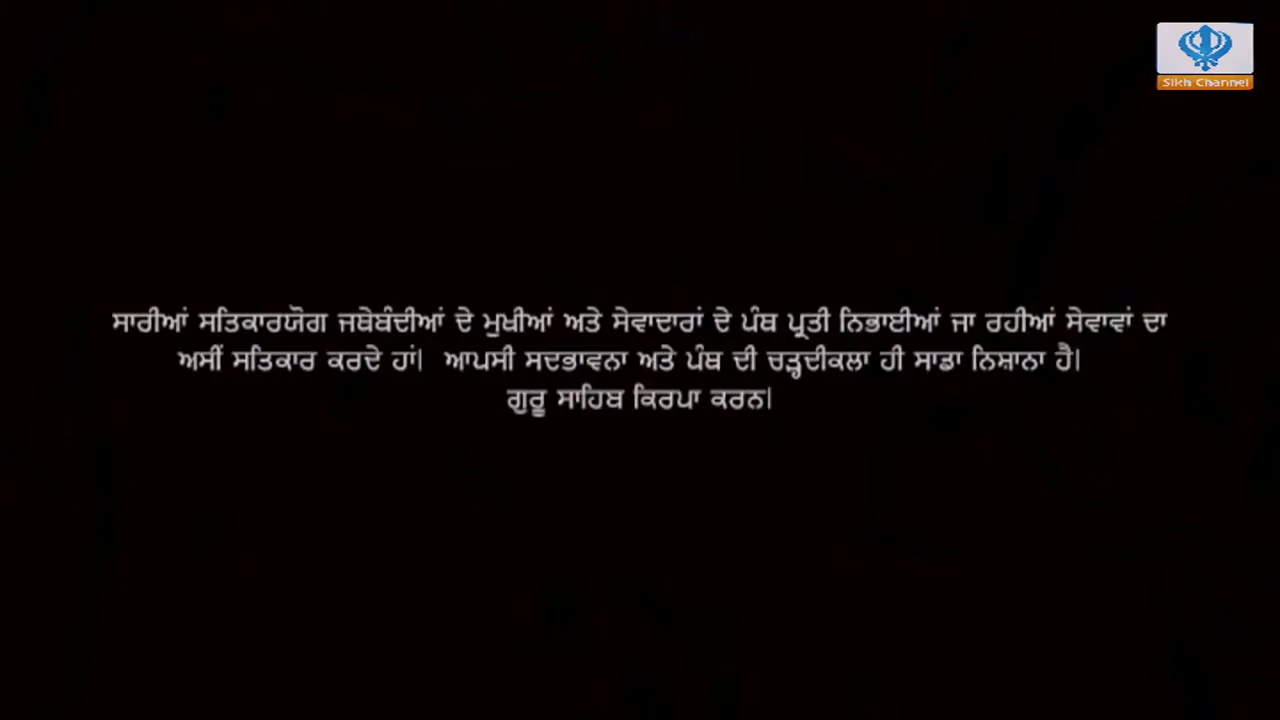 Sikh Channel
ਸਾਰੀਆਂ ਸਤਿਕਾਰਯੋਗ ਜਥੇਬੰਦੀਆਂ ਦੇ ਮੁਖੀਆਂ ਅਤੇ ਸੇਵਾਦਾਰਾਂ ਦੇ ਪੰਥ ਪ੍ਰਤੀ ਨਿਭਾਈਆਂ ਜਾ ਰਹੀਆਂ ਸੇਵਾਵਾਂ ਦਾ
ਅਸੀਂ ਸਤਿਕਾਰ ਕਰਦੇ ਹਾਂ। ਆਪਸੀ ਸਦਭਾਵਨਾ ਅਤੇ ਪੰਥ ਦੀ ਚੜ੍ਹਦੀਕਲਾ ਹੀ ਸਾਡਾ ਨਿਸ਼ਾਨਾ ਹੈ।
ਗੁਰੂ ਸਾਹਿਬ ਕਿਰਪਾ ਕਰਨ।